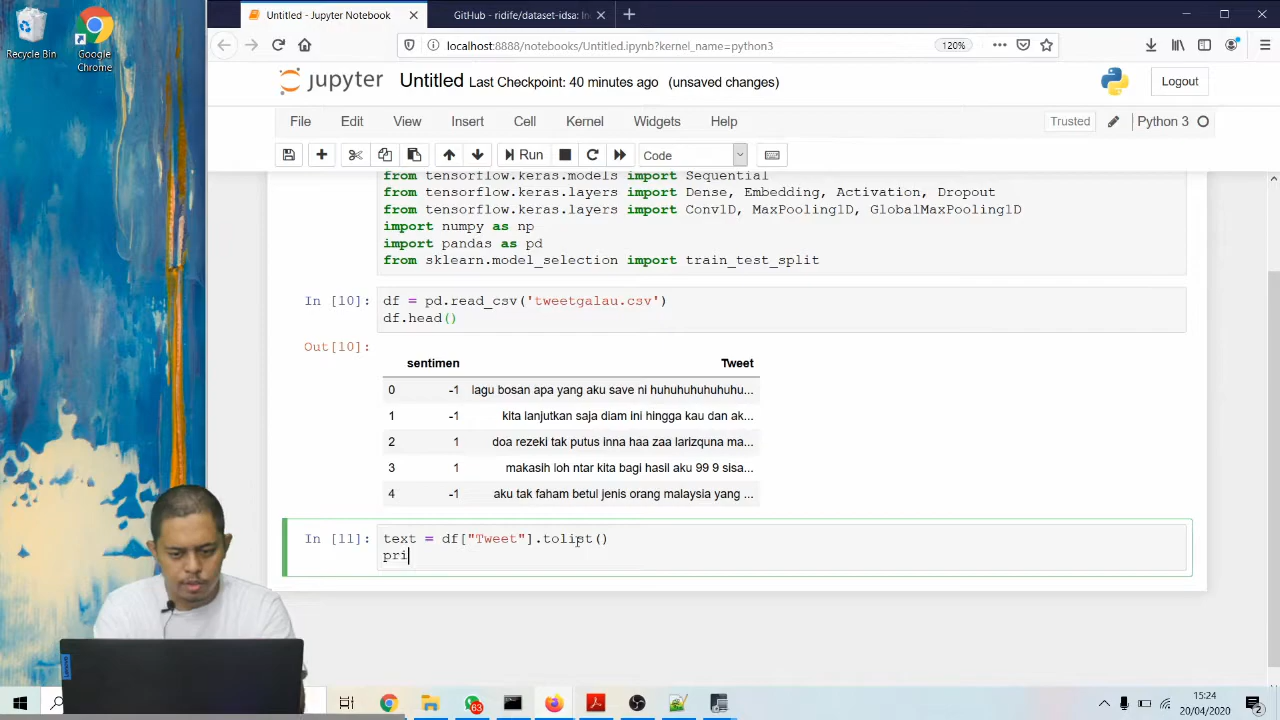 Recycle Bin
Google
Chrome
Untitled - Jupyter Notebook
GitHub - ridife/dataset-idsa: In
localhost:8888/notebooks/Untitled.ipynb?kernel_name=python3
120%
jupyter Untitled Last Checkpoint: 40 minutes ago (unsaved changes)
Logout
File Edit View Insert Cell Kernel Widgets Help
Trusted
Python 3
Run
Code
from tensorflow.keras.models import Sequential
from tensorflow.keras.layers import Dense, Embedding, Activation, Dropout
from tensorflow.keras.layers import Conv1D, MaxPooling1D, GlobalMaxPooling1D
import numpy as np
import pandas as pd
from sklearn.model_selection import train_test_split
In [10]: df = pd.read_csv('tweetgalau.csv')
df.head()
Out[10]:
sentimen Tweet
0 -1 lagu bosan apa yang aku save ni huhuhuhuhuhuhu...
1 -1 kita lanjutkan saja diam ini hingga kau dan ak...
2 1 doa rezeki tak putus inna haa zaa larizquna ma...
3 1 makasih loh ntar kita bagi hasil aku 99 9 sisa...
4 -1 aku tak faham betul jenis orang malaysia yang ...
In [11]: text = df["Tweet"].tolist()
pri
Lenovo
63
15:24
20/04/2020
2